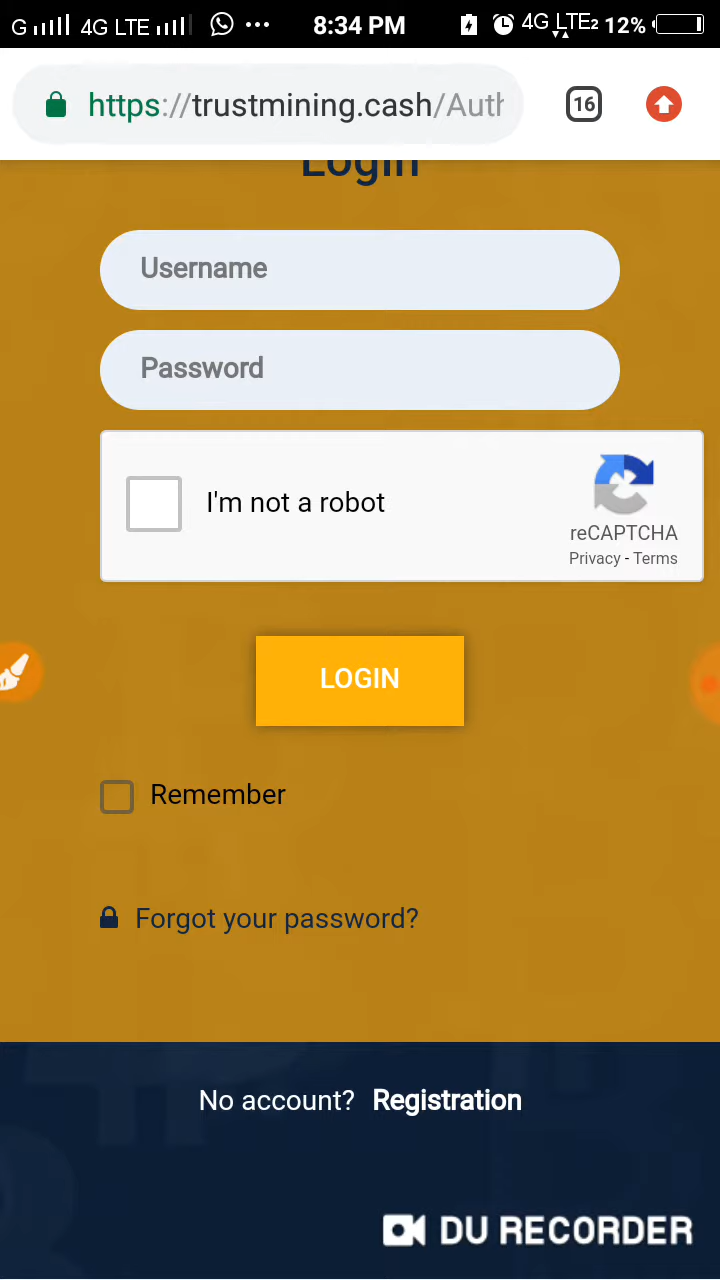 G 4G LTE 8:34 PM 4G LTE2 12%
https://trustmining.cash/Auth 16
Login
Username
Password
I'm not a robot
reCAPTCHA
Privacy - Terms
LOGIN
Remember
Forgot your password?
No account? Registration
DU RECORDER